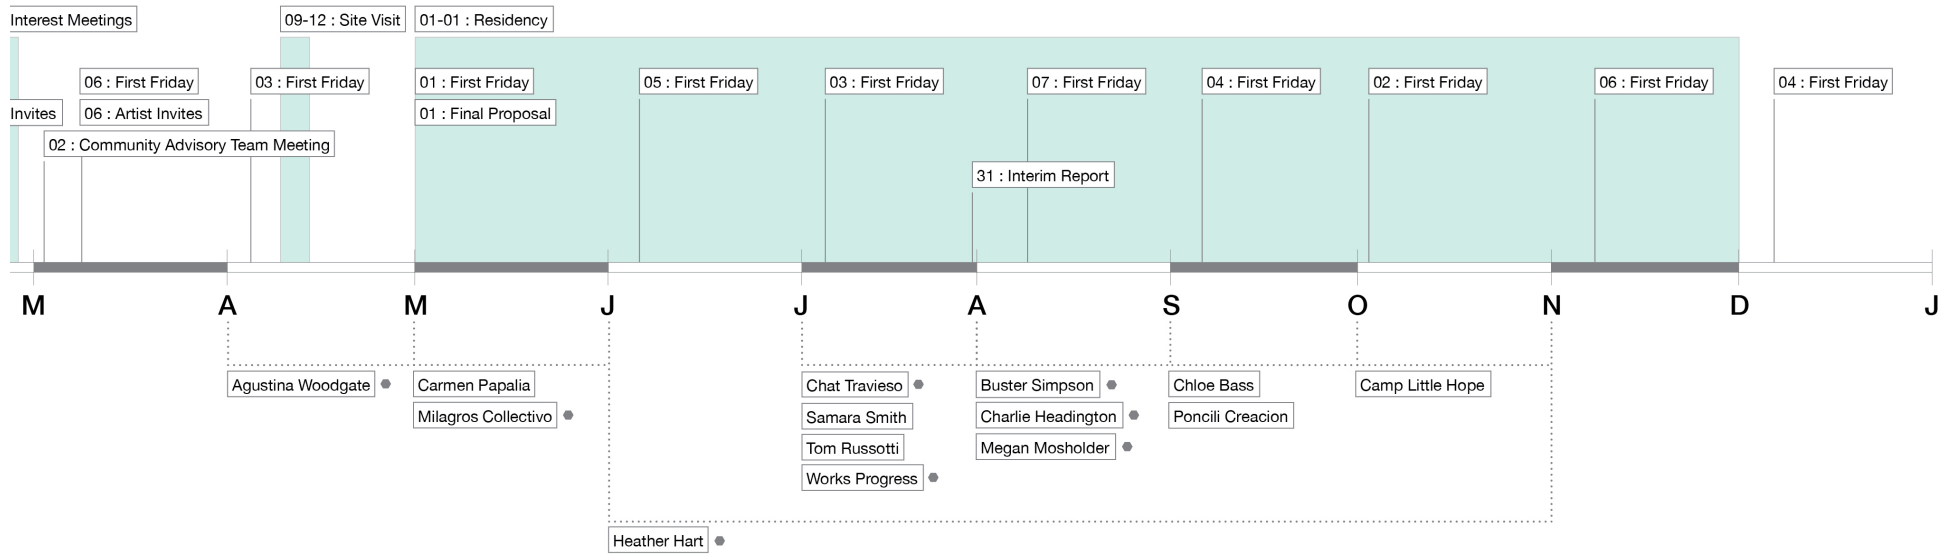 Interest Meetings
09-12 : Site Visit
01-01 : Residency
06 : First Friday
03 : First Friday
01 : First Friday
05 : First Friday
03 : First Friday
07 : First Friday
04 : First Friday
02 : First Friday
06 : First Friday
04 : First Friday
Invites
06 : Artist Invites
01 : Final Proposal
02 : Community Advisory Team Meeting
31 : Interim Report
M A M J J A S O N D J
Agustina Woodgate
Carmen Papalia
Chat Travieso
Buster Simpson
Chloe Bass
Camp Little Hope
Milagros Collectivo
Samara Smith
Charlie Headington
Poncili Creacion
Tom Russotti
Megan Mosholder
Works Progress
Heather Hart